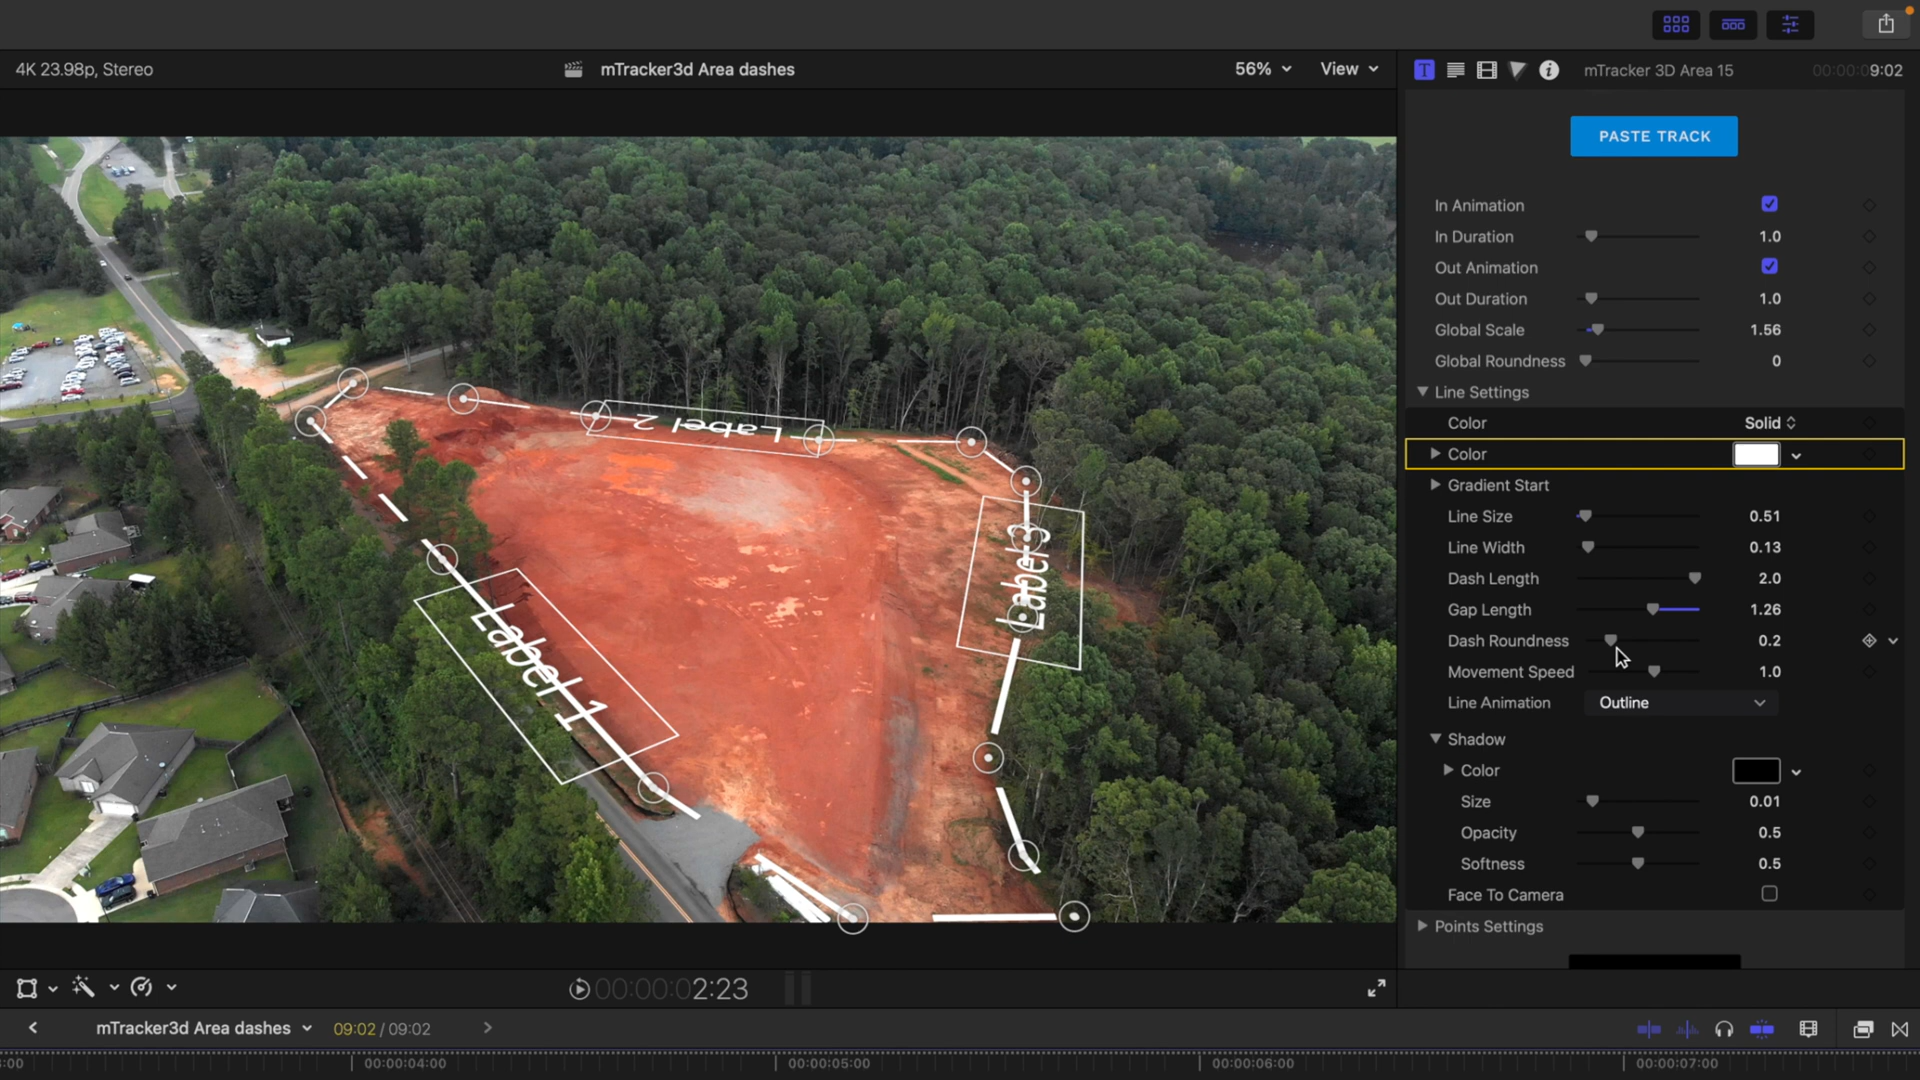 4K 23.98p, Stereo
mTracker3d Area dashes
56%
View
T
mTracker 3D Area 15
00:00:09:02
PASTE TRACK
In Animation
In Duration 1.0
Out Animation
Out Duration 1.0
Global Scale 1.56
Global Roundness 0
Line Settings
Color Solid
Color
Gradient Start
Line Size 0.51
Line Width 0.13
Dash Length 2.0
Gap Length 1.26
Dash Roundness 0.2
Movement Speed 1.0
Line Animation Outline
Shadow
Color
Size 0.01
Opacity 0.5
Softness 0.5
Face To Camera
Points Settings
Label 2
Label 3
Label 1
00:00:02:23
mTracker3d Area dashes
09:02 / 09:02
:00
00:00:04:00
00:00:05:00
00:00:06:00
00:00:07:00